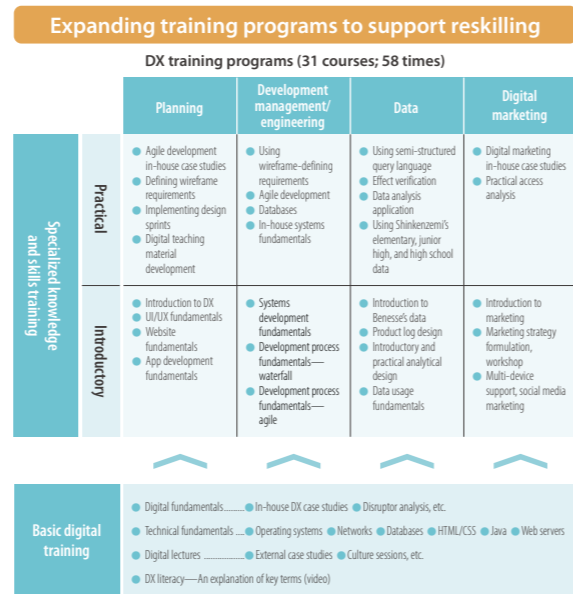 Expanding training programs to support reskilling
DX training programs (31 courses; 58 times)
Planning
Development
management/
engineering
Data
Digital
marketing
Specialized knowledge
and skills training
Practical
● Agile development
in-house case studies
● Defining wireframe
requirements
● Implementing design
sprints
● Digital teaching
material
development
● Using
wireframe-defining
requirements
● Agile development
● Databases
● In-house systems
fundamentals
● Using semi-structured
query language
● Effect verification
● Data analysis
application
● Using Shinkenzemi's
elementary, junior
high, and high school
data
● Digital marketing
in-house case studies
● Practical access
analysis
Introductory
● Introduction to DX
● UI/UX fundamentals
● Website
fundamentals
● App development
fundamentals
● Systems
development
fundamentals
● Development process
fundamentals—
waterfall
● Development process
fundamentals—
agile
● Introduction to
Benesse's data
● Product log design
● Introductory and
practical analytical
design
● Data usage
fundamentals
● Introduction to
marketing
● Marketing strategy
formulation,
workshop
● Multi-device
support, social media
marketing
Basic digital
training
● Digital fundamentals........● In-house DX case studies ● Disruptor analysis, etc.
● Technical fundamentals ....● Operating systems ● Networks ● Databases ● HTML/CSS ● Java ● Web servers
● Digital lectures ................● External case studies ● Culture sessions, etc.
● DX literacy----An explanation of key terms (video)